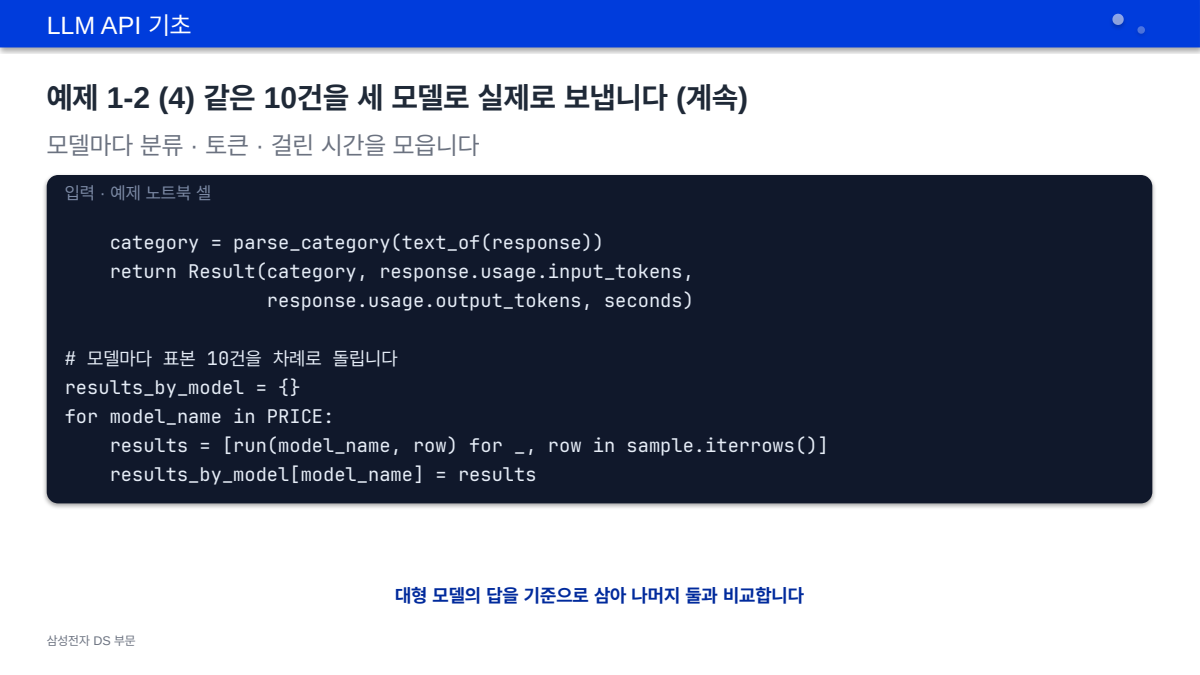 LLM API 기초
예제 1-2 (4) 같은 10건을 세 모델로 실제로 보냅니다 (계속)
모델마다 분류 · 토큰 · 걸린 시간을 모읍니다
입력 · 예제 노트북 셀
    category = parse_category(text_of(response))
    return Result(category, response.usage.input_tokens,
                  response.usage.output_tokens, seconds)
# 모델마다 표본 10건을 차례로 돌립니다
results_by_model = {}
for model_name in PRICE:
    results = [run(model_name, row) for _, row in sample.iterrows()]
    results_by_model[model_name] = results
대형 모델의 답을 기준으로 삼아 나머지 둘과 비교합니다
삼성전자 DS 부문